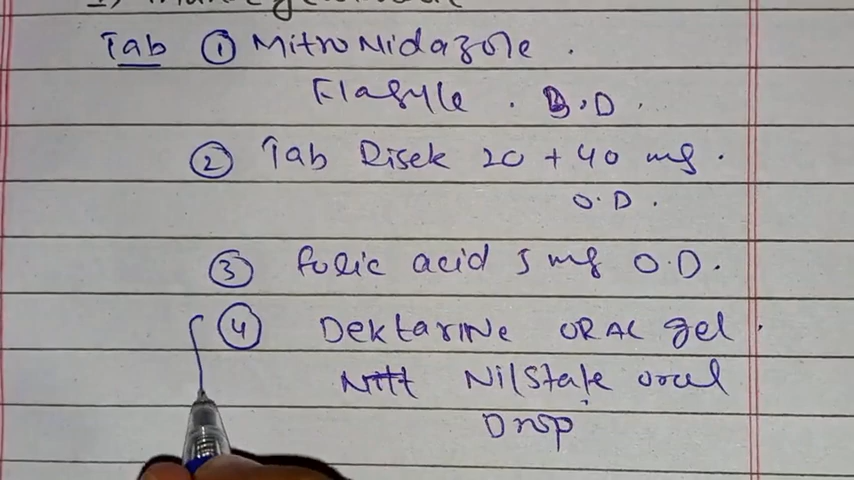 Tab ① Mitronidazole .
Flagyle . B.D.
② Tab Risek 20 + 40 mg .
O.D .
③ folic acid 5 mg O.D.
④ Dektarine ORAL gel .
Nilstate orel
Drop